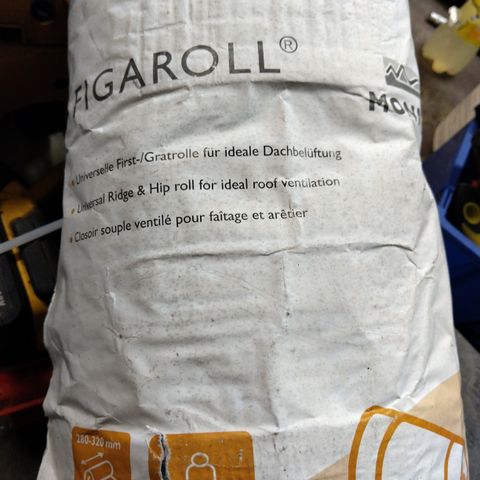 FIGAROLL®
Universelle First-/Gratrolle für ideale Dachbelüftung
Universal Ridge & Hip roll for ideal roof ventilation
Closoir souple ventilé pour faîtage et arêtier
280-320 mm